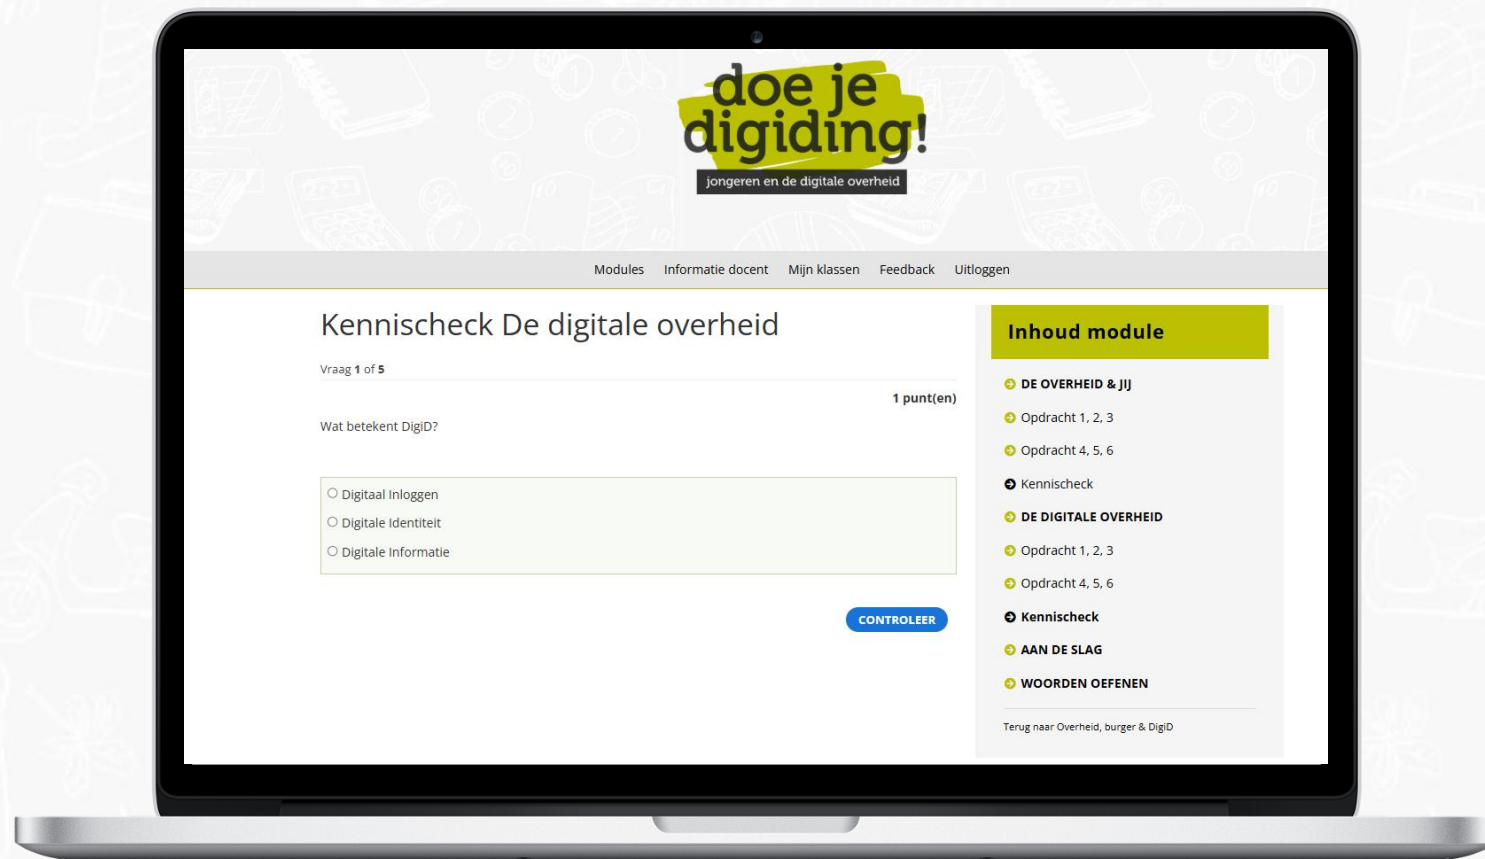 doe je
digiding!
jongeren en de digitale overheid
Modules Informatie docent Mijn klassen Feedback Uitloggen
Kennischeck De digitale overheid
Vraag 1 of 5
1 punt(en)
Wat betekent DigiD?
Digitaal Inloggen
Digitale Identiteit
Digitale Informatie
CONTROLEER
Inhoud module
DE OVERHEID & JIJ
Opdracht 1, 2, 3
Opdracht 4, 5, 6
Kennischeck
DE DIGITALE OVERHEID
Opdracht 1, 2, 3
Opdracht 4, 5, 6
Kennischeck
AAN DE SLAG
WOORDEN OEFENEN
Terug naar Overheid, burger & DigiD